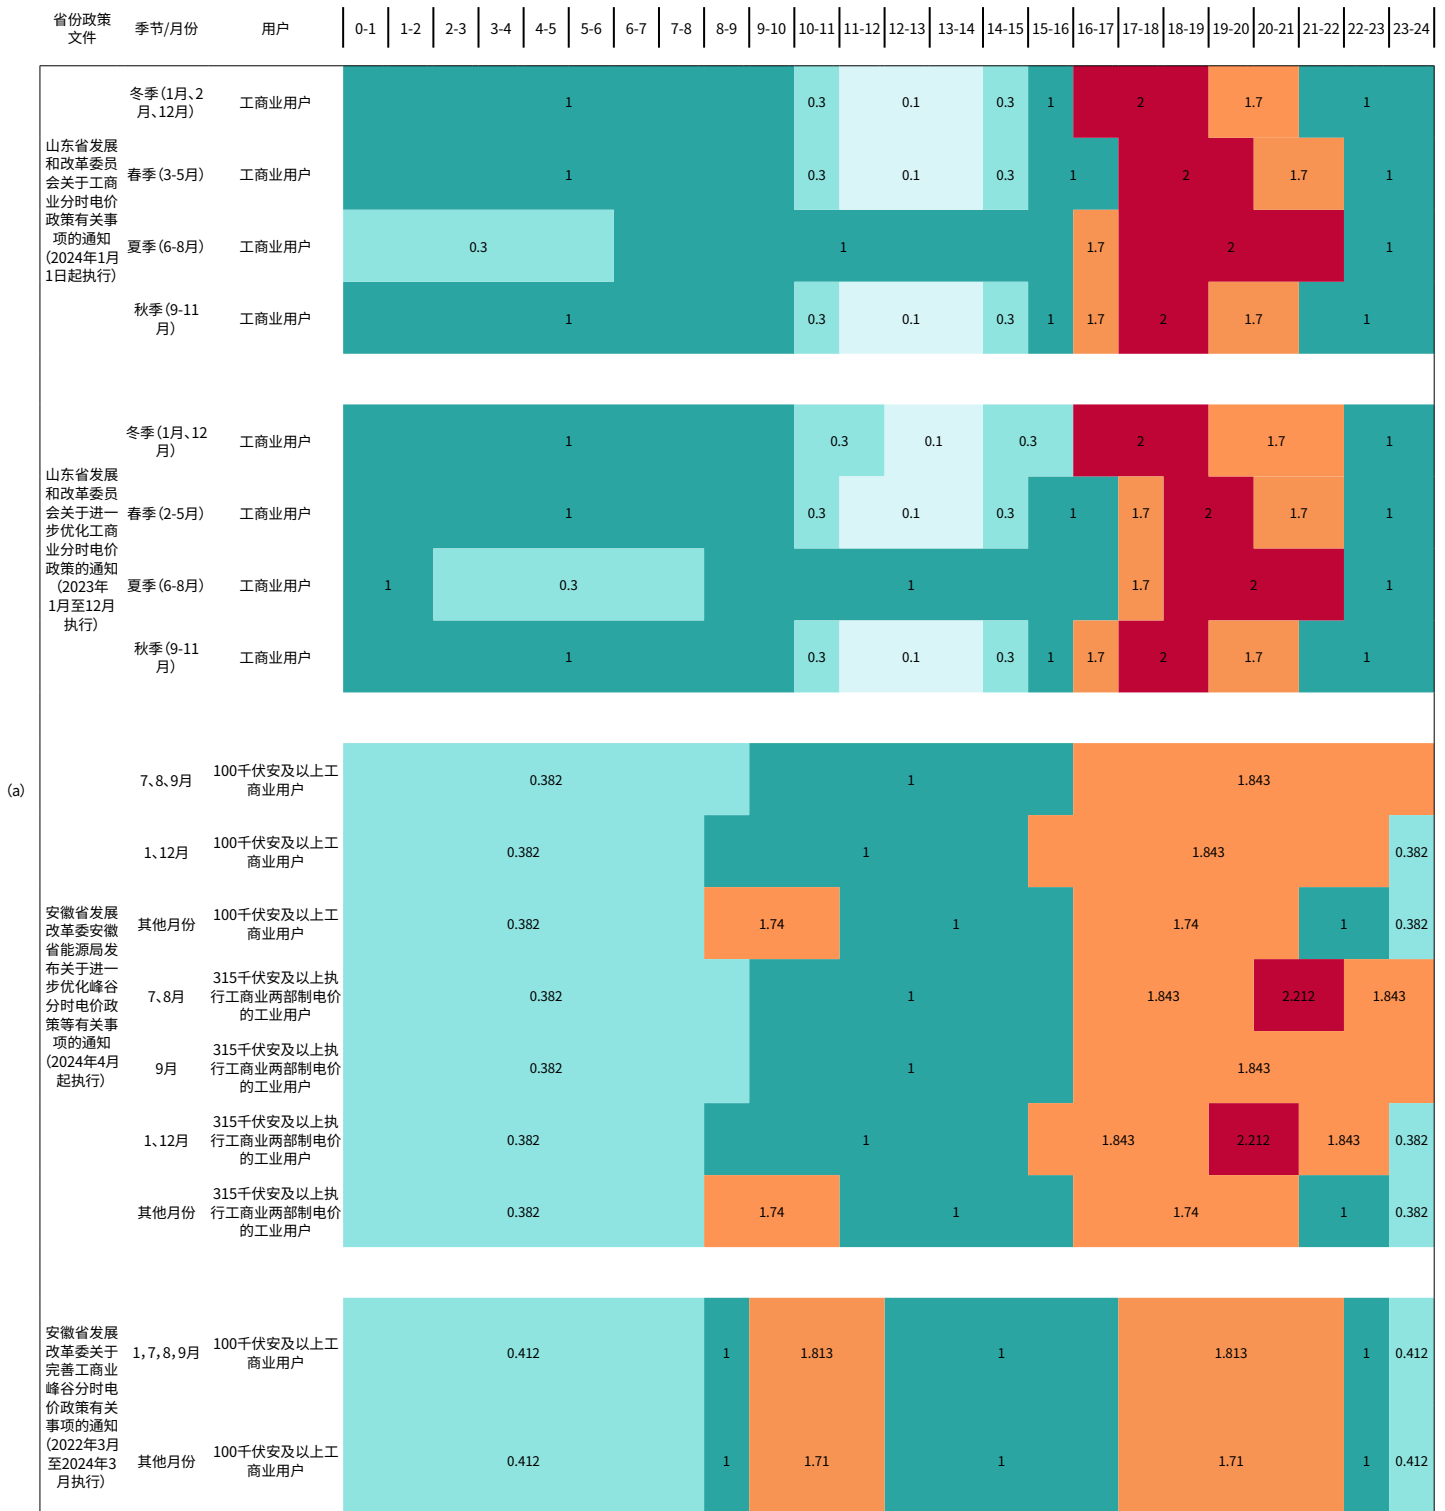 省份政策
文件
季节/月份
用户
0-1 1-2 2-3 3-4 4-5 5-6 6-7 7-8 8-9 9-10 10-11 11-12 12-13 13-14 14-15 15-16 16-17 17-18 18-19 19-20 20-21 21-22 22-23 23-24
山东省发展
和改革委员
会关于工商
业分时电价
政策有关事
项的通知
(2024年1月
1日起执行)
冬季(1月、2
月、12月)
工商业用户
1 0.3 0.1 0.3 1 2 1.7 1
春季(3-5月)
工商业用户
1 0.3 0.1 0.3 1 2 1.7 1
夏季(6-8月)
工商业用户
0.3 1 1.7 2 1
秋季(9-11
月)
工商业用户
1 0.3 0.1 0.3 1 1.7 2 1.7 1
山东省发展
和改革委员
会关于进一
步优化工商
业分时电价
政策的通知
(2023年
1月至12月
执行)
冬季(1月、12
月)
工商业用户
1 0.3 0.1 0.3 2 1.7 1
春季(2-5月)
工商业用户
1 0.3 0.1 0.3 1 1.7 2 1.7 1
夏季(6-8月)
工商业用户
1 0.3 1 1.7 2 1
秋季(9-11
月)
工商业用户
1 0.3 0.1 0.3 1 1.7 2 1.7 1
(a)
安徽省发展
改革委安徽
省能源局发
布关于进一
步优化峰谷
分时电价政
策等有关事
项的通知
(2024年4月
起执行)
7、8、9月
100千伏安及以上工
商业用户
0.382 1 1.843
1、12月
100千伏安及以上工
商业用户
0.382 1 1.843 0.382
其他月份
100千伏安及以上工
商业用户
0.382 1.74 1 1.74 1 0.382
7、8月
315千伏安及以上执
行工商业两部制电价
的工业用户
0.382 1 1.843 2.212 1.843
9月
315千伏安及以上执
行工商业两部制电价
的工业用户
0.382 1 1.843
1、12月
315千伏安及以上执
行工商业两部制电价
的工业用户
0.382 1 1.843 2.212 1.843 0.382
其他月份
315千伏安及以上执
行工商业两部制电价
的工业用户
0.382 1.74 1 1.74 1 0.382
安徽省发展
改革委关于
完善工商业
峰谷分时电
价政策有关
事项的通知
(2022年3月
至2024年3
月执行)
1,7,8,9月
100千伏安及以上工
商业用户
0.412 1 1.813 1 1.813 1 0.412
其他月份
100千伏安及以上工
商业用户
0.412 1 1.71 1 1.71 1 0.412